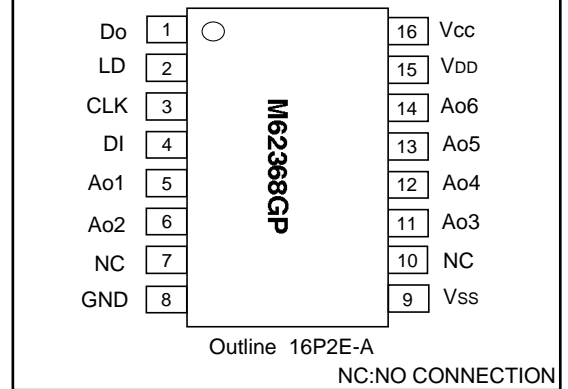 Do 1 16 Vcc
LD 2 15 VDD
CLK 3 14 Ao6
DI 4 13 Ao5
Ao1 5 12 Ao4
Ao2 6 11 Ao3
NC 7 10 NC
GND 8 9 Vss
M62368GP
Outline 16P2E-A
NC:NO CONNECTION